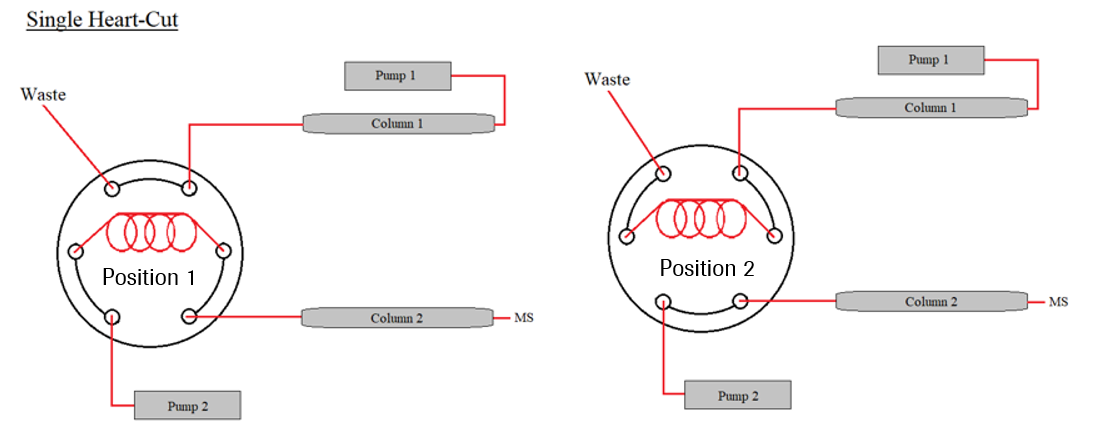 Single Heart-Cut
Pump 1
Waste
Column 1
Position 1
Column 2
MS
Pump 2
Pump 1
Waste
Column 1
Position 2
Column 2
MS
Pump 2